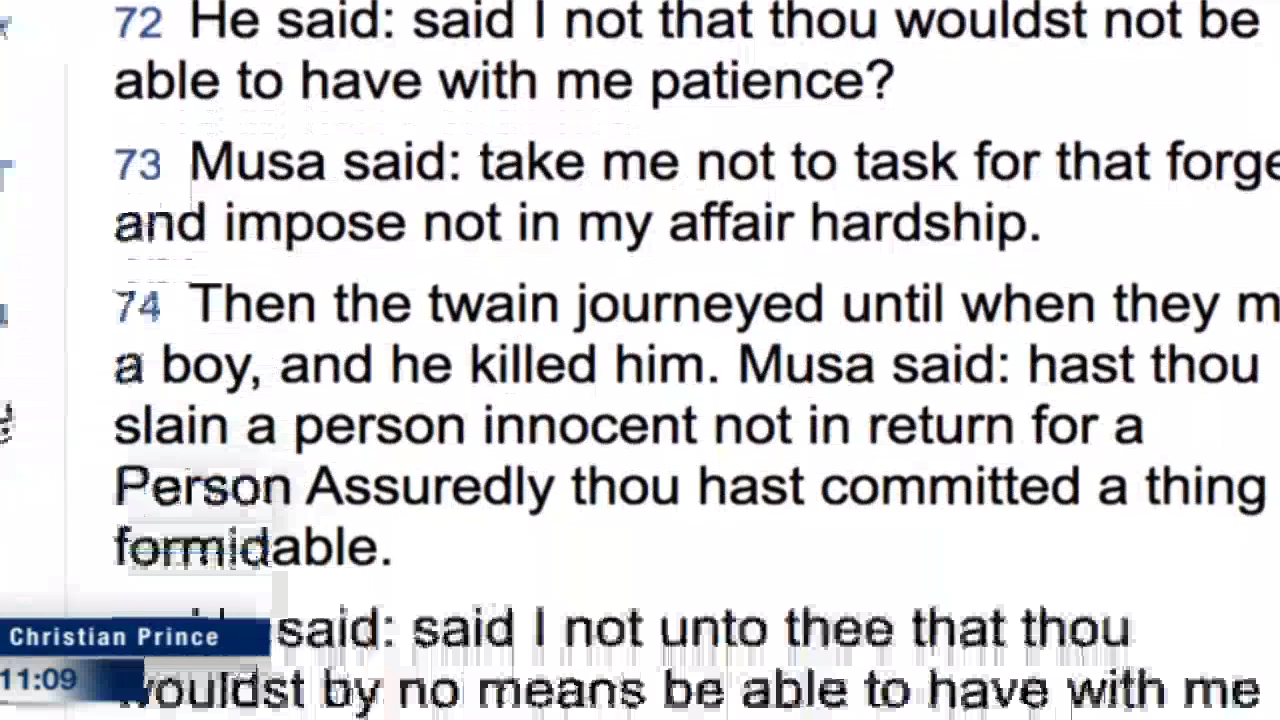 72 He said: said I not that thou wouldst not be
able to have with me patience?
73 Musa said: take me not to task for that forge
and impose not in my affair hardship.
74 Then the twain journeyed until when they m
a boy, and he killed him. Musa said: hast thou
slain a person innocent not in return for a
Person Assuredly thou hast committed a thing
formidable.
said: said I not unto thee that thou
wouldst by no means be able to have with me
Christian Prince
11:09